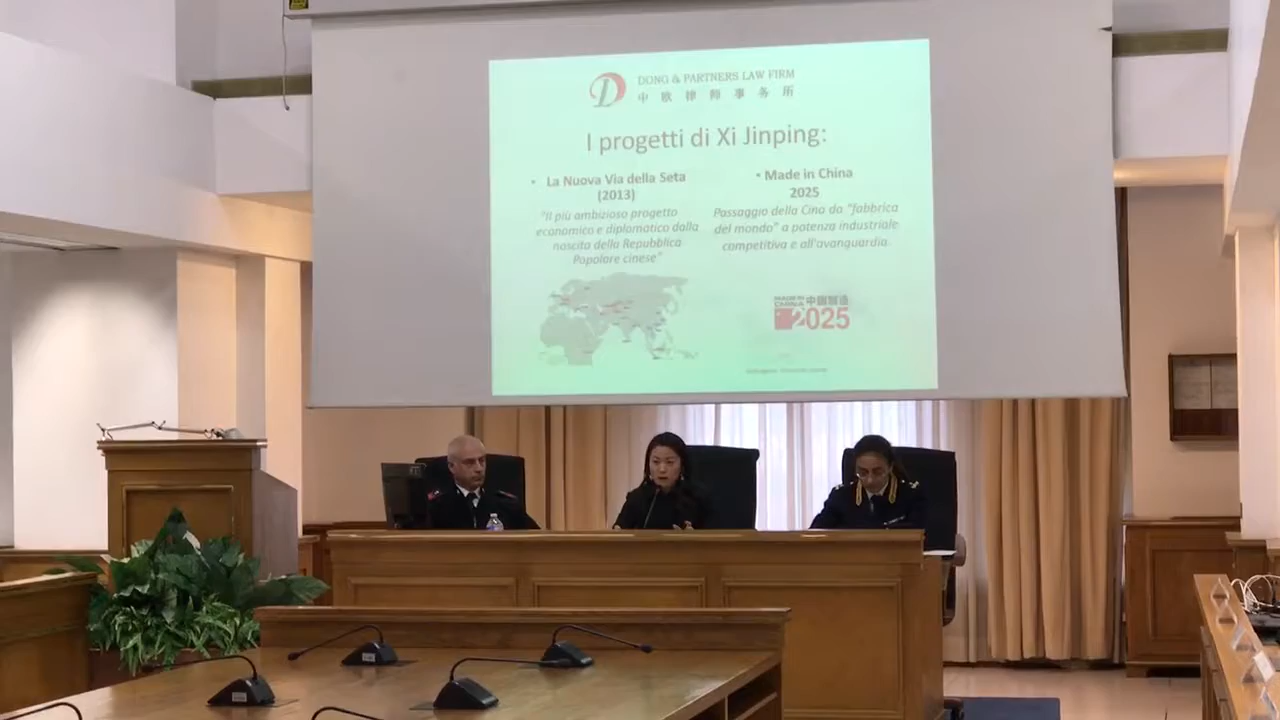 DONG & PARTNERS LAW FIRM
中 欧 律 师 事 务 所
I progetti di Xi Jinping:
• La Nuova Via della Seta
(2013)
"Il più ambizioso progetto
economico e diplomatico dalla
nascita della Repubblica
Popolare cinese"
• Made in China
2025
Passaggio della Cina da "fabbrica
del mondo" a potenza industriale
competitiva e all'avanguardia.
MADE IN
CHINA 中国制造
2025